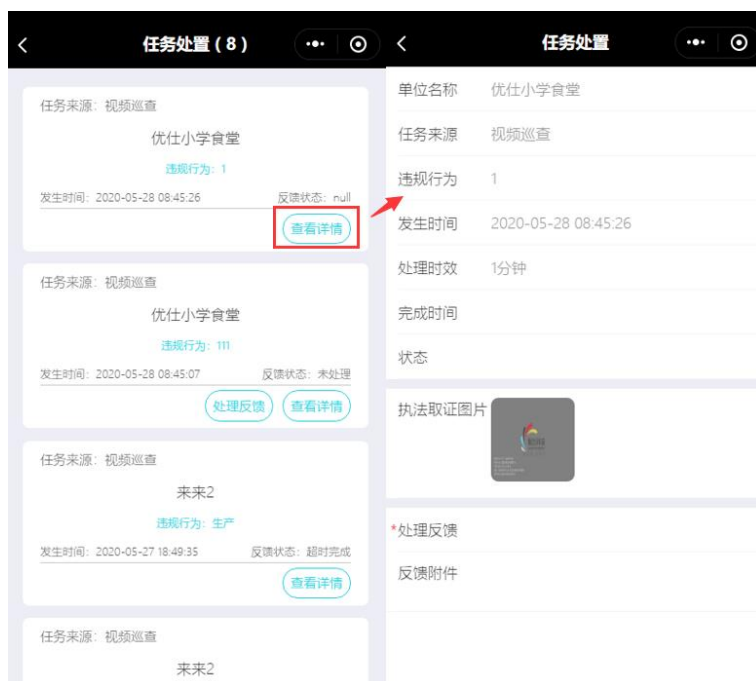 任务处置 ( 8 )
任务来源：视频巡查
优仕小学食堂
违规行为：1
发生时间：2020-05-28 08:45:26 反馈状态：null
查看详情
任务来源：视频巡查
优仕小学食堂
违规行为：111
发生时间：2020-05-28 08:45:07 反馈状态：未处理
处理反馈 查看详情
任务来源：视频巡查
来来2
违规行为：生产
发生时间：2020-05-27 18:49:35 反馈状态：超时完成
查看详情
任务来源：视频巡查
来来2
任务处置
单位名称 优仕小学食堂
任务来源 视频巡查
违规行为 1
发生时间 2020-05-28 08:45:26
处理时效 1分钟
完成时间
状态
执法取证图片
*处理反馈
反馈附件